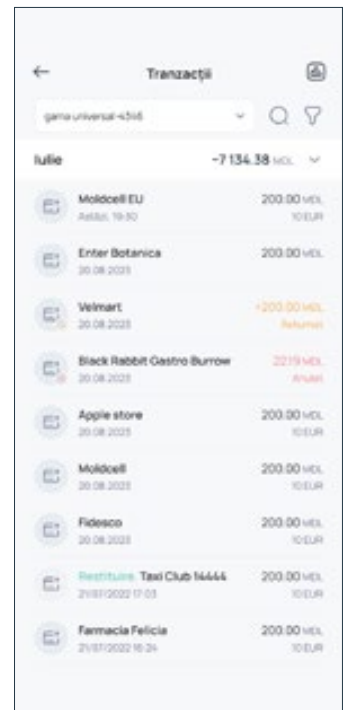 Tranzacții
gama universal-4546
Iulie
-7 134.38 MDL
Moldcell EU
200.00 MDL
Astăzi, 19:30
10 EUR
Enter Botanica
200.00 MDL
20.08.2023
Velmart
+200.00 MDL
20.08.2023
Returnat
Black Rabbit Gastro Burrow
2219 MDL
20.08.2023
Anulat
Apple store
200.00 MDL
20.08.2023
10 EUR
Moldcell
200.00 MDL
20.08.2023
10 EUR
Fidesco
200.00 MDL
20.08.2023
10 EUR
Restituire. Taxi Club 14444
200.00 MDL
21/07/2022 17:03
10 EUR
Farmacia Felicia
200.00 MDL
21/07/2022 16:24
10 EUR